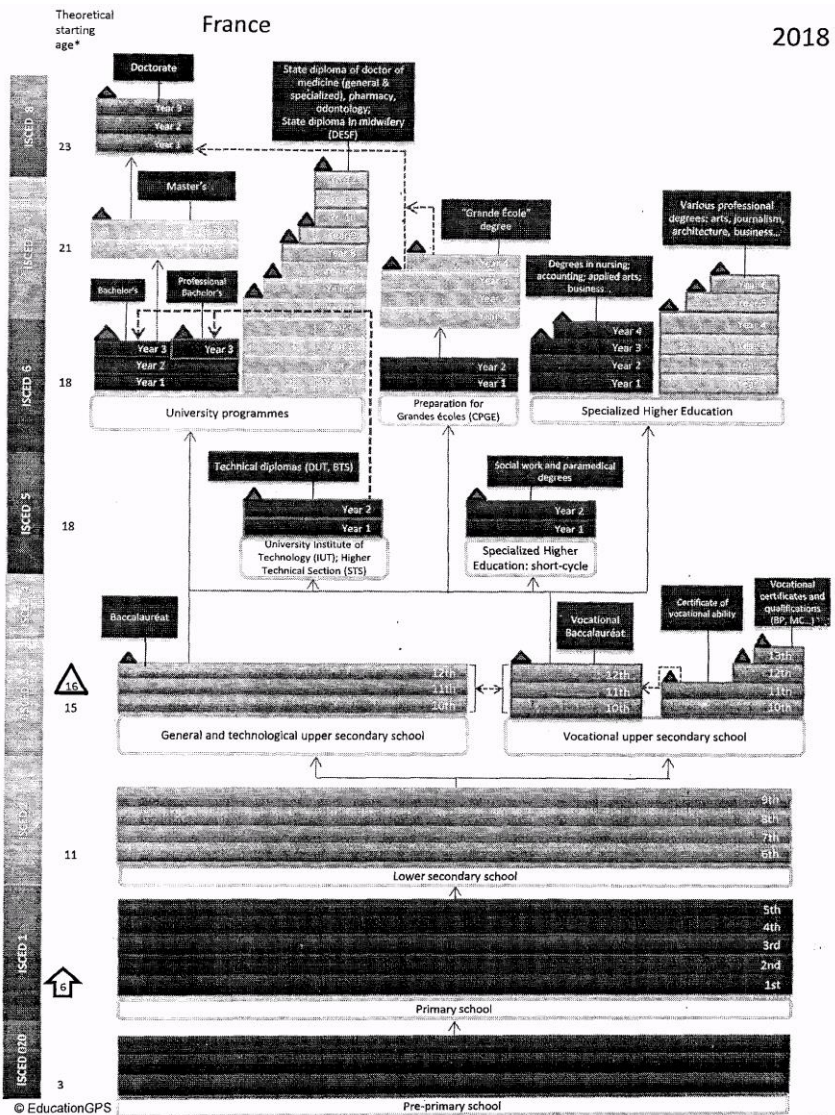 Theoretical
starting
age*
France
2018
Doctorate
State diploma of doctor of
medicine (general &
specialized), pharmacy,
odontology;
State diploma in midwifery
(DESF)
ISCED 8
Year 3
Year 2
23
Master's
"Grande École"
degree
Various professional
degrees: arts, journalism,
architecture, business...
21
Bachelor's
Professional
Bachelor's
Degrees in nursing;
accounting; applied arts;
business...
ISCED 6
Year 3
Year 2
Year 1
Year 3
Year 2
Year 1
Year 4
Year 3
Year 2
Year 1
18
University programmes
Preparation for
Grandes écoles (CPGE)
Specialized Higher Education
Technical diplomas (DUT, BTS)
Social work and paramedical
degrees
ISCED 5
18
Year 2
Year 1
Year 2
Year 1
University Institute of
Technology (IUT); Higher
Technical Section (STS)
Specialized Higher
Education: short-cycle
Baccalauréat
Vocational
Baccalauréat
Certificate of
vocational ability
Vocational
certificates and
qualifications
(BP, MC...)
16
15
12th
11th
10th
12th
11th
10th
13th
12th
11th
10th
General and technological upper secondary school
Vocational upper secondary school
ISCED 2
11
9th
8th
7th
6th
Lower secondary school
ISCED 1
5th
4th
3rd
2nd
1st
6
Primary school
ISCED 020
3
Pre-primary school
© EducationGPS